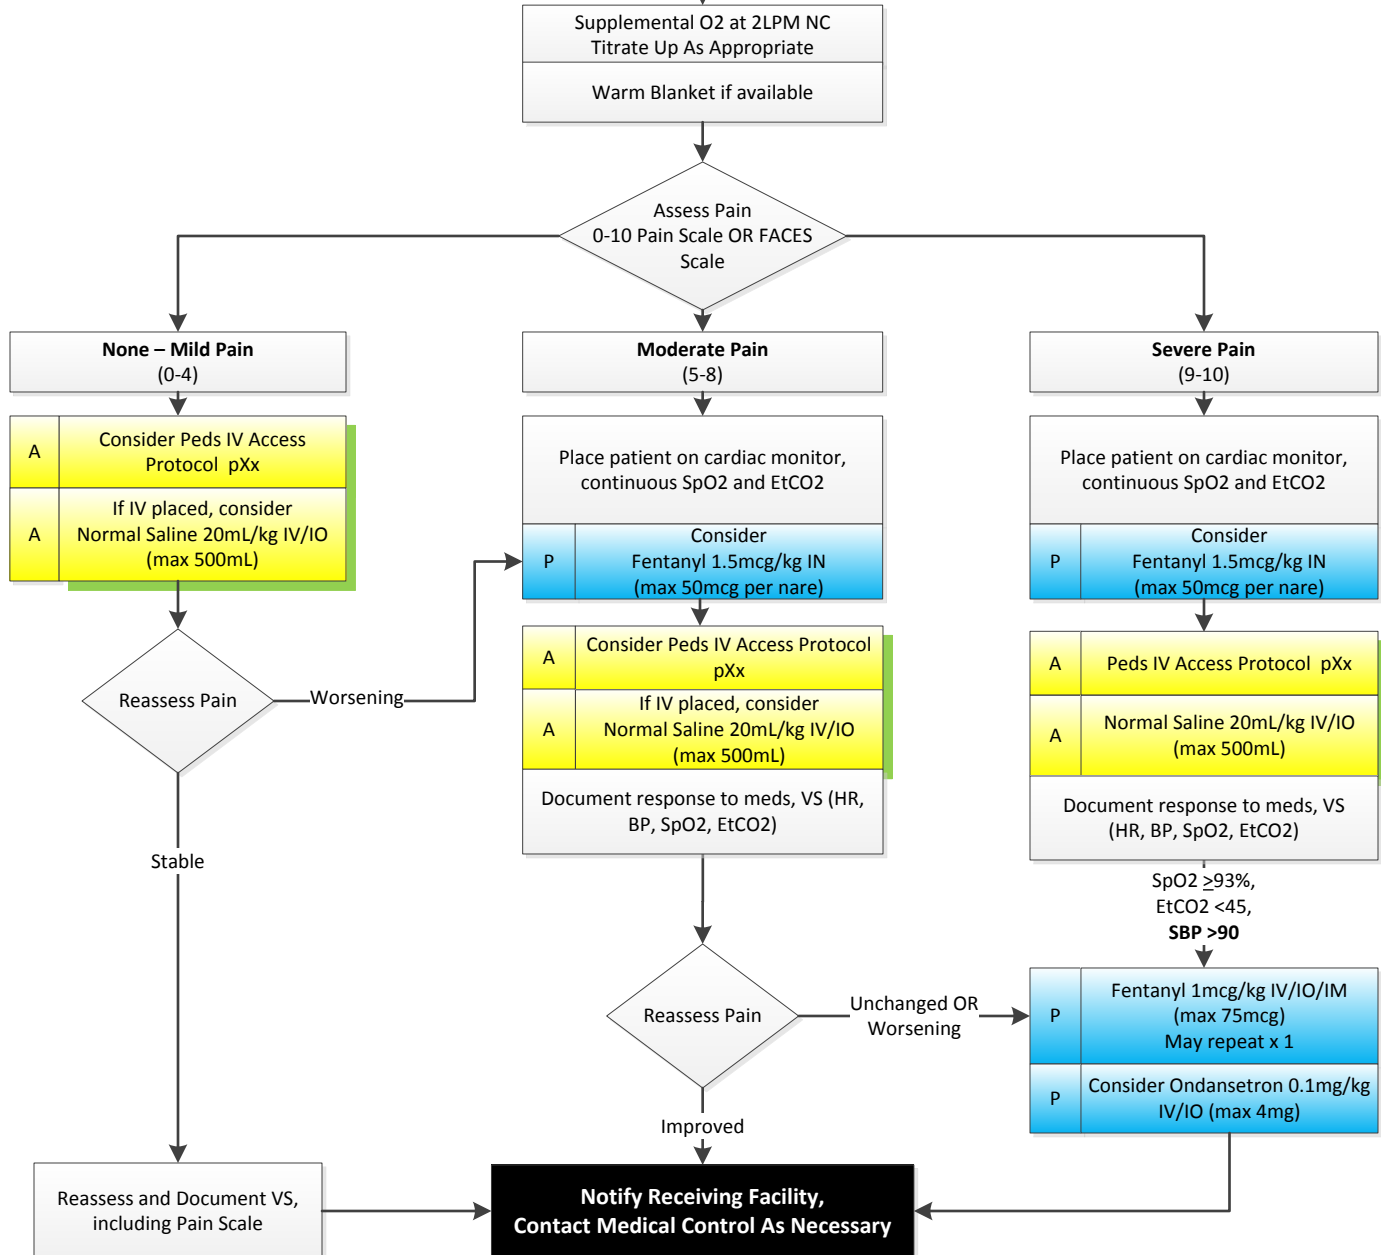 Supplemental O2 at 2LPM NC
Titrate Up As Appropriate
Warm Blanket if available
Assess Pain
0-10 Pain Scale OR FACES
Scale
None – Mild Pain
(0-4)
A
Consider Peds IV Access
Protocol pXx
A
If IV placed, consider
Normal Saline 20mL/kg IV/IO
(max 500mL)
Reassess Pain
Worsening
Stable
Reassess and Document VS,
including Pain Scale
Moderate Pain
(5-8)
Place patient on cardiac monitor,
continuous SpO2 and EtCO2
P
Consider
Fentanyl 1.5mcg/kg IN
(max 50mcg per nare)
A
Consider Peds IV Access Protocol
pXx
A
If IV placed, consider
Normal Saline 20mL/kg IV/IO
(max 500mL)
Document response to meds, VS (HR,
BP, SpO2, EtCO2)
Reassess Pain
Unchanged OR
Worsening
Improved
Severe Pain
(9-10)
Place patient on cardiac monitor,
continuous SpO2 and EtCO2
P
Consider
Fentanyl 1.5mcg/kg IN
(max 50mcg per nare)
A
Peds IV Access Protocol pXx
A
Normal Saline 20mL/kg IV/IO
(max 500mL)
Document response to meds, VS
(HR, BP, SpO2, EtCO2)
SpO2 ≥93%,
EtCO2 <45,
SBP >90
P
Fentanyl 1mcg/kg IV/IO/IM
(max 75mcg)
May repeat x 1
P
Consider Ondansetron 0.1mg/kg
IV/IO (max 4mg)
Notify Receiving Facility,
Contact Medical Control As Necessary